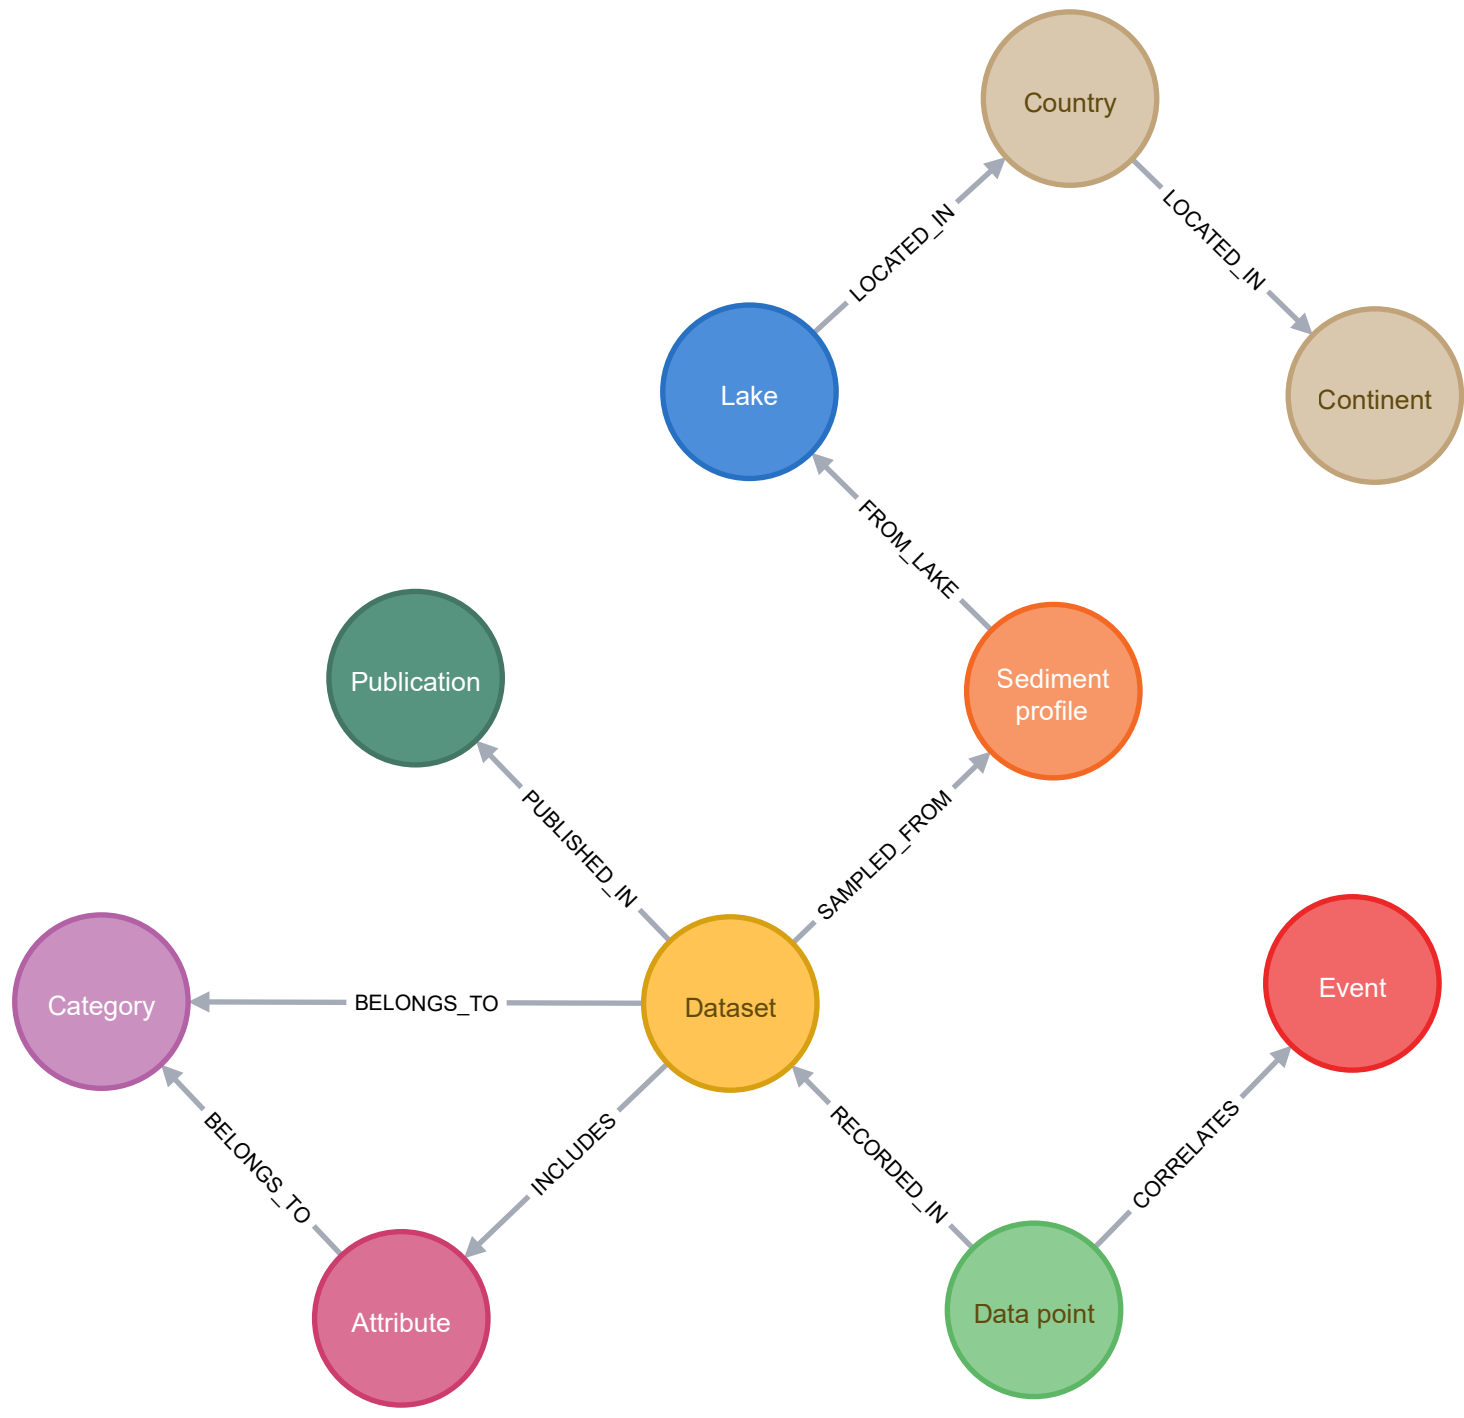 Country
LOCATED_IN
LOCATED_IN
Lake
Continent
FROM_LAKE
Publication
Sediment
profile
PUBLISHED_IN
SAMPLED_FROM
Category
BELONGS_TO
Dataset
Event
BELONGS_TO
INCLUDES
RECORDED_IN
CORRELATES
Attribute
Data point